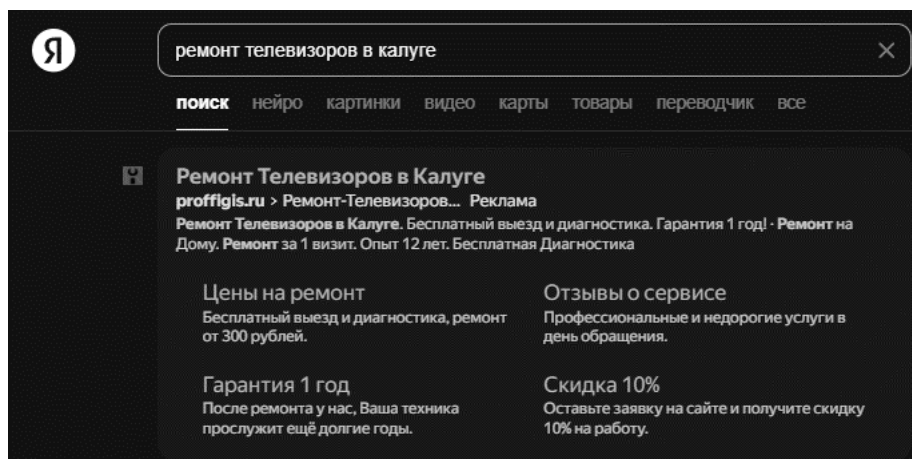 Я
ремонт телевизоров в калуге
поиск нейро картинки видео карты товары переводчик все
Ремонт Телевизоров в Калуге
proffigis.ru › Ремонт-Телевизоров... Реклама
Ремонт Телевизоров в Калуге. Бесплатный выезд и диагностика. Гарантия 1 год! · Ремонт на
Дому. Ремонт за 1 визит. Опыт 12 лет. Бесплатная Диагностика
Цены на ремонт
Бесплатный выезд и диагностика, ремонт
от 300 рублей.
Отзывы о сервисе
Профессиональные и недорогие услуги в
день обращения.
Гарантия 1 год
После ремонта у нас, Ваша техника
прослужит ещё долгие годы.
Скидка 10%
Оставьте заявку на сайте и получите скидку
10% на работу.